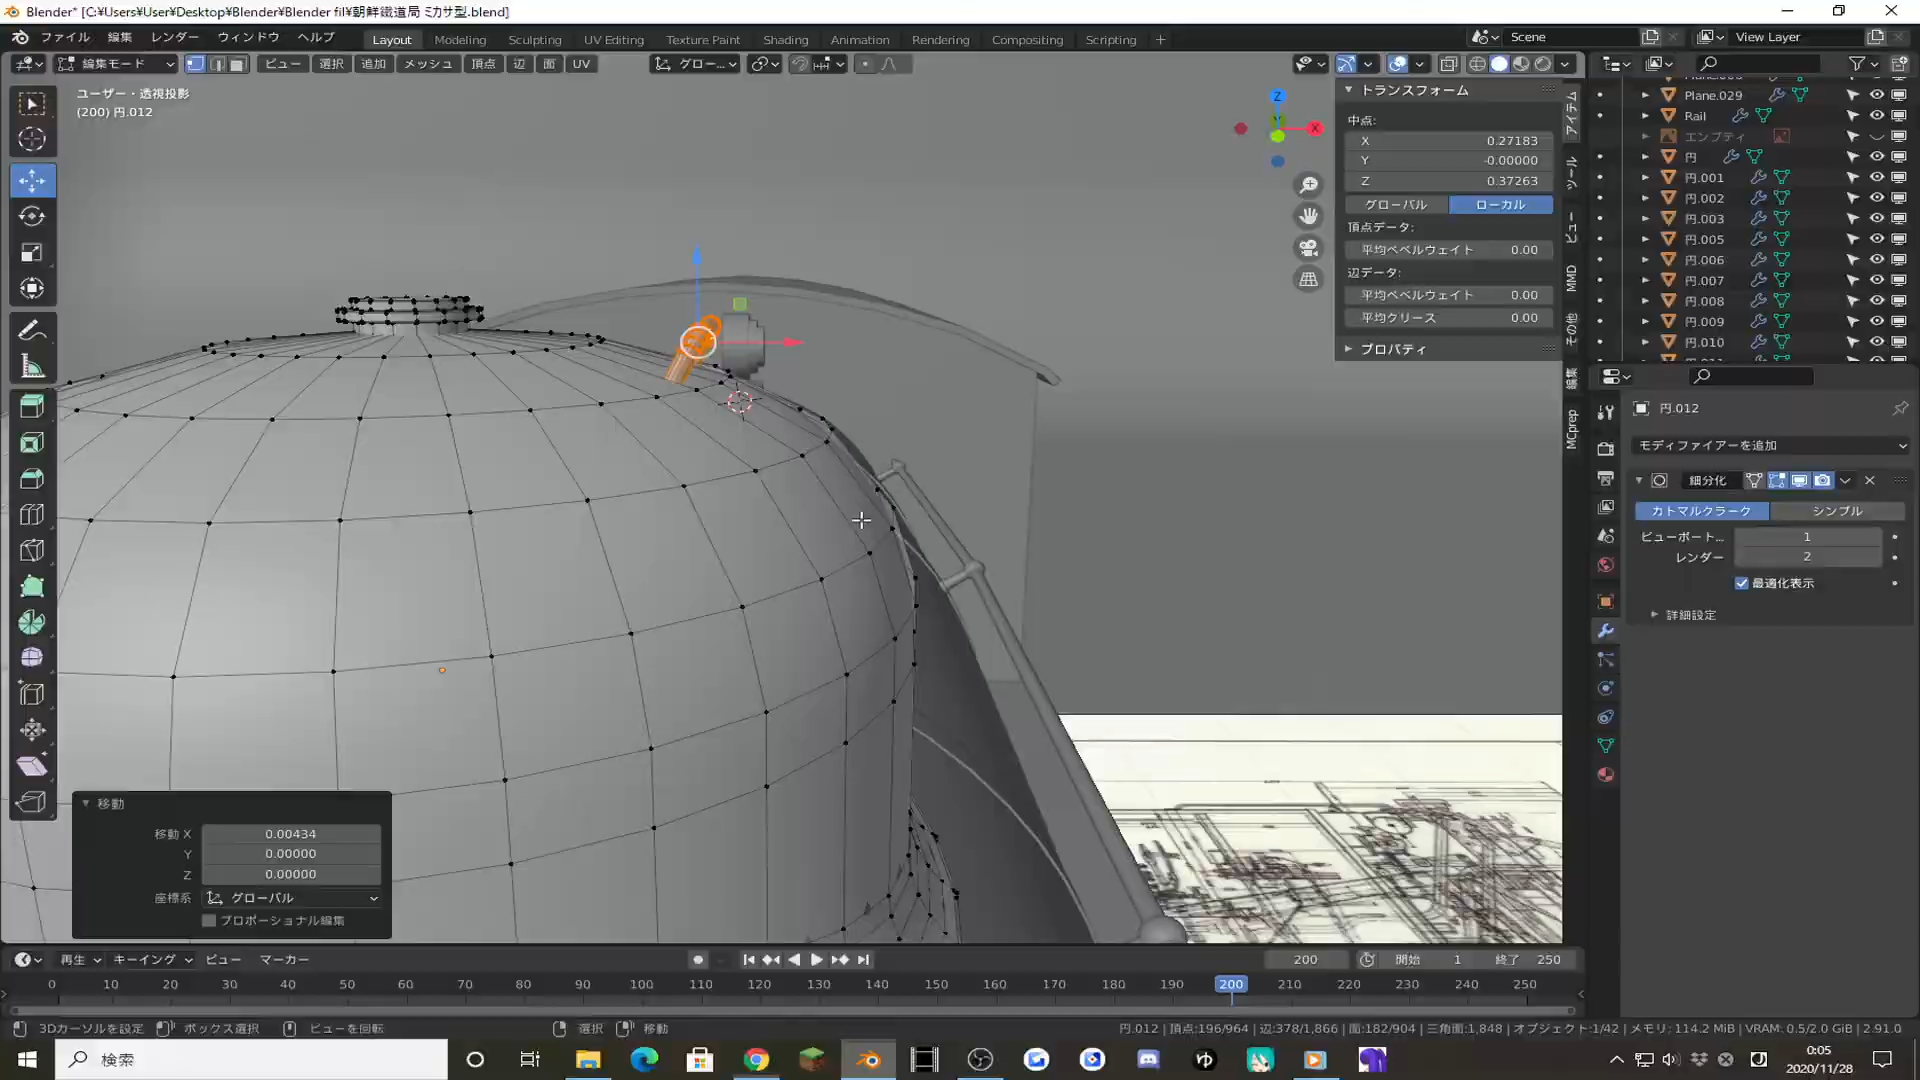 Blender* [C:¥Users¥User¥Desktop¥Blender¥Blender fil¥朝鮮鐵道局 ミカサ型.blend]
ファイル 編集 レンダー ウィンドウ ヘルプ Layout Modeling Sculpting UV Editing Texture Paint Shading Animation Rendering Compositing Scripting + Scene View Layer
編集モード ビュー 選択 追加 メッシュ 頂点 辺 面 UV グロー...
ユーザー・透視投影
(200) 円.012
Z
X
トランスフォーム
中点:
X 0.27183
Y -0.00000
Z 0.37263
グローバル ローカル
頂点データ:
平均ベベルウェイト 0.00
辺データ:
平均ベベルウェイト 0.00
平均クリース 0.00
プロパティ
アイテム
ツール
ビュー
MMD
その他
編集
MCprep
Plane.029
Rail
エンプティ
円
円.001
円.002
円.003
円.005
円.006
円.007
円.008
円.009
円.010
円.012
モディファイアーを追加
細分化
カトマルクラーク シンプル
ビューポート... 1
レンダー 2
最適化表示
詳細設定
移動
移動 X 0.00434
Y 0.00000
Z 0.00000
座標系 グローバル
プロポーショナル編集
再生 キーイング ビュー マーカー 200 開始 1 終了 250
0 10 20 30 40 50 60 70 80 90 100 110 120 130 140 150 160 170 180 190 200 210 220 230 240 250
3Dカーソルを設定 ボックス選択 ビューを回転 選択 移動 円.012 | 頂点:196/964 | 辺:378/1,866 | 面:182/904 | 三角面:1,848 | オブジェクト:1/42 | メモリ: 114.2 MiB | VRAM: 0.5/2.0 GiB | 2.91.0
検索
ゆ
0:05
2020/11/28